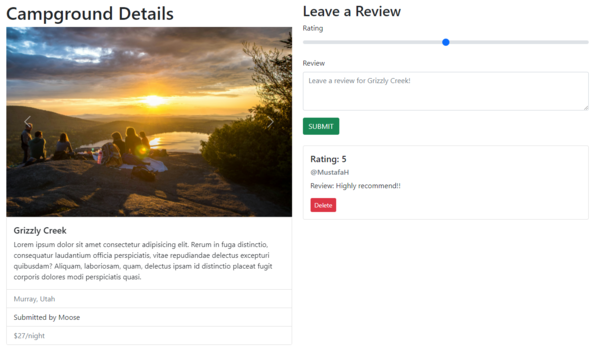 Campground Details
Grizzly Creek
Lorem ipsum dolor sit amet consectetur adipisicing elit. Rerum in fuga distinctio,
consequatur laudantium officia perspiciatis, vitae repudiandae delectus excepturi
quibusdam? Aliquam, laboriosam, quam, delectus ipsam id distinctio placeat fugit
corporis dolores modi perspiciatis quasi.
Murray, Utah
Submitted by Moose
$27/night
Leave a Review
Rating
Review
Leave a review for Grizzly Creek!
SUBMIT
Rating: 5
@MustafaH
Review: Highly recommend!!
Delete